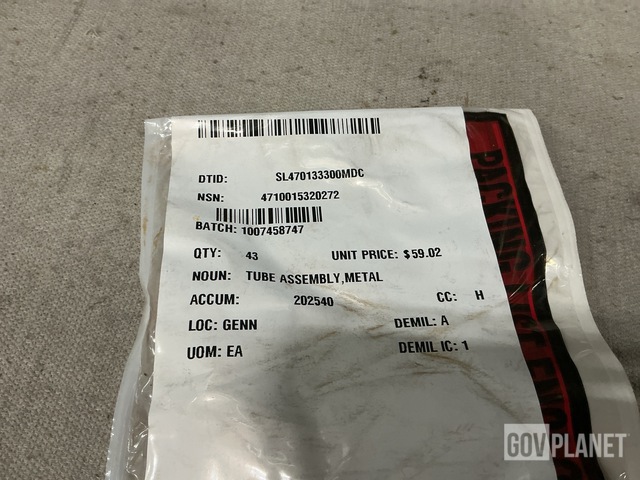 DTID: SL470133300MDC
NSN: 4710015320272
BATCH: 1007458747
QTY: 43 UNIT PRICE: $59.02
NOUN: TUBE ASSEMBLY,METAL
ACCUM: 202540 CC: H
LOC: GENN DEMIL: A
UOM: EA DEMIL IC: 1
PACKING
GOVPLANET